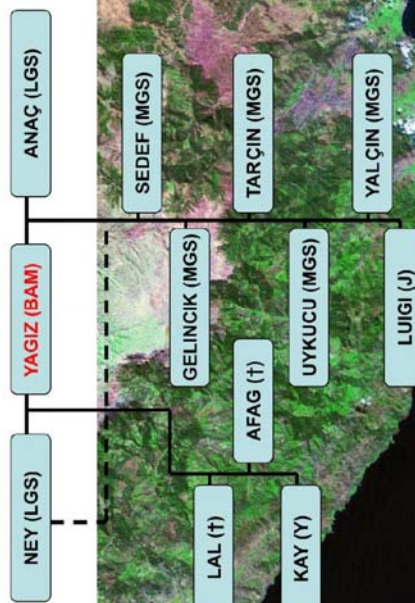 NEY (LGS)
YAGIZ (BAM)
ANAÇ (LGS)
LAL (†)
AFAG (†)
KAY (Y)
GELINCIK (MGS)
SEDEF (MGS)
TARÇIN (MGS)
UYKUCU (MGS)
YALÇIN (MGS)
LUIGI (J)